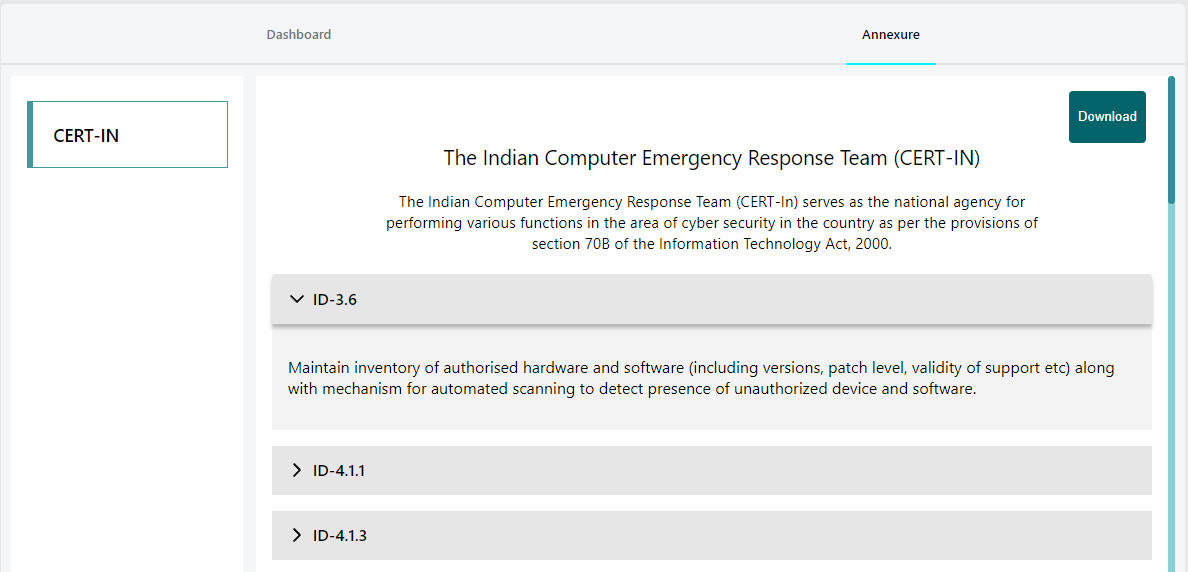 Dashboard
Annexure
CERT-IN
Download
The Indian Computer Emergency Response Team (CERT-IN)
The Indian Computer Emergency Response Team (CERT-In) serves as the national agency for
performing various functions in the area of cyber security in the country as per the provisions of
section 70B of the Information Technology Act, 2000.
ID-3.6
Maintain inventory of authorised hardware and software (including versions, patch level, validity of support etc) along
with mechanism for automated scanning to detect presence of unauthorized device and software.
ID-4.1.1
ID-4.1.3